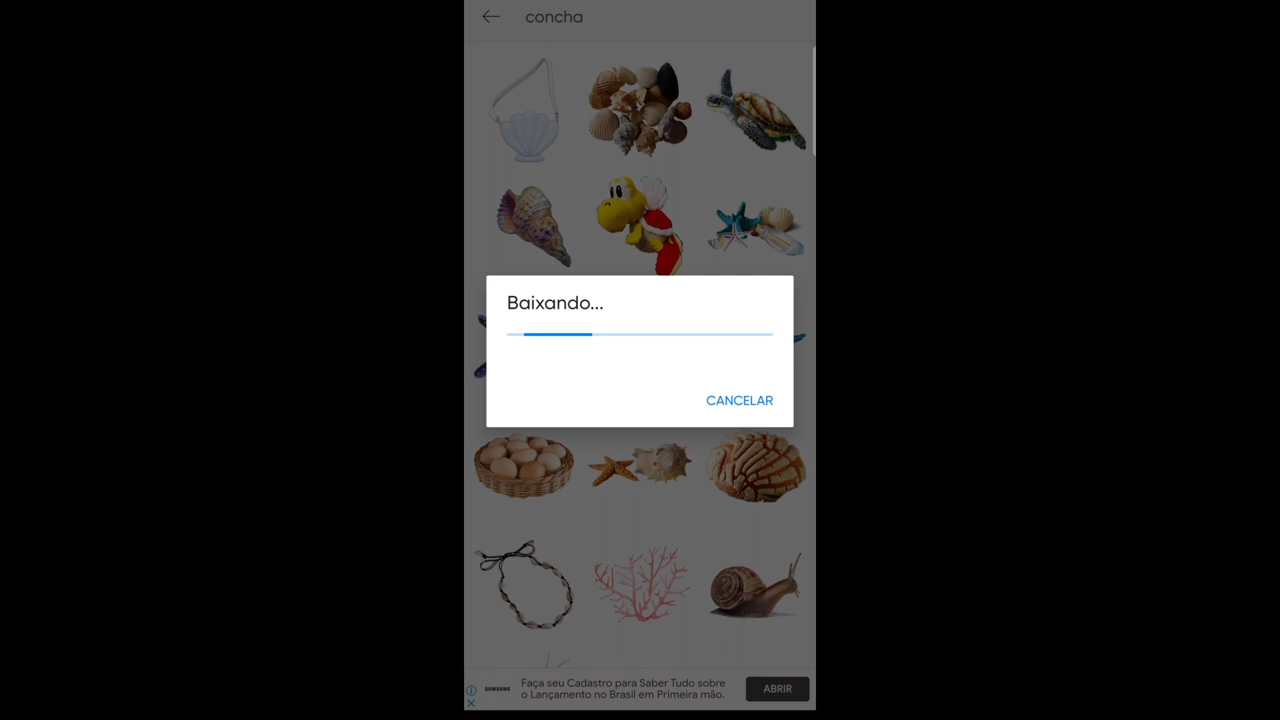 concha
Baixando...
CANCELAR
SAMSUNG
Faça seu Cadastro para Saber Tudo sobre
o Lançamento no Brasil em Primeira mão.
ABRIR